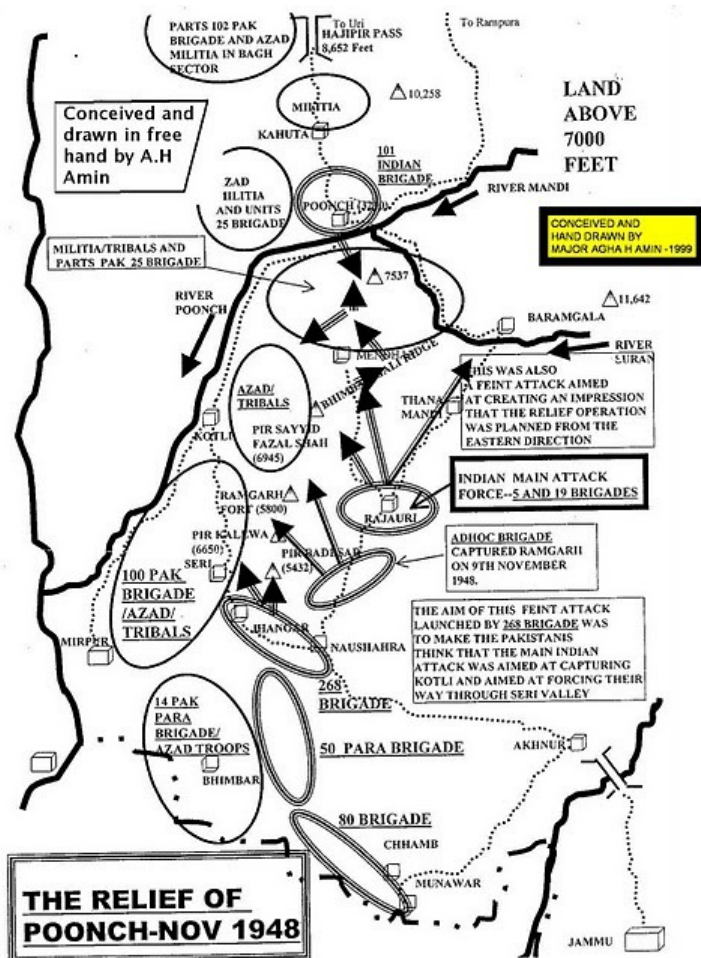 PARTS 102 PAK
BRIGADE AND AZAD
MILITIA IN BAGH
SECTOR
To Uri
HAJIPIR PASS
8,652 Feet
To Rampura
Conceived and
drawn in free
hand by A.H
Amin
MILITIA
10,258
KAHUTA
LAND
ABOVE
7000
FEET
101
INDIAN
BRIGADE
ZAD
IILITIA
AND UNITS
25 BRIGADE
POONCH
RIVER MANDI
CONCEIVED AND
HAND DRAWN BY
MAJOR AGHA H AMIN -1999
MILITIA/TRIBALS AND
PARTS PAK 25 BRIGADE
7537
RIVER
POONCH
11,642
BARAMGALA
RIVER
SURAN
RIDGE
THIS WAS ALSO
A FEINT ATTACK AIMED
AT CREATING AN IMPRESSION
THAT THE RELIEF OPERATION
WAS PLANNED FROM THE
EASTERN DIRECTION
AZAD/
TRIBALS
THANA
MANDI
KOTLI
PIR SAYYID
FAZAL SHAH
(6945)
INDIAN MAIN ATTACK
FORCE--5 AND 19 BRIGADES
RAMGARH
FORT (5800)
RAJAURI
PIR KALEWA
(6650)
SERI
PIR BADESAR
(5432)
ADHOC BRIGADE
CAPTURED RAMGARII
ON 9TH NOVEMBER
1948.
100 PAK
BRIGADE
/AZAD/
TRIBALS
MIRPUR
JHANGAR
NAUSHAHRA
THE AIM OF THIS FEINT ATTACK
LAUNCHED BY 268 BRIGADE WAS
TO MAKE THE PAKISTANIS
THINK THAT THE MAIN INDIAN
ATTACK WAS AIMED AT CAPTURING
KOTLI AND AIMED AT FORCING THEIR
WAY THROUGH SERI VALLEY
268
BRIGADE
14 PAK
PARA
BRIGADE/
AZAD TROOPS
BHIMBAR
50 PARA BRIGADE
AKHNUR
80 BRIGADE
CHHAMB
MUNAWAR
THE RELIEF OF
POONCH-NOV 1948
JAMMU